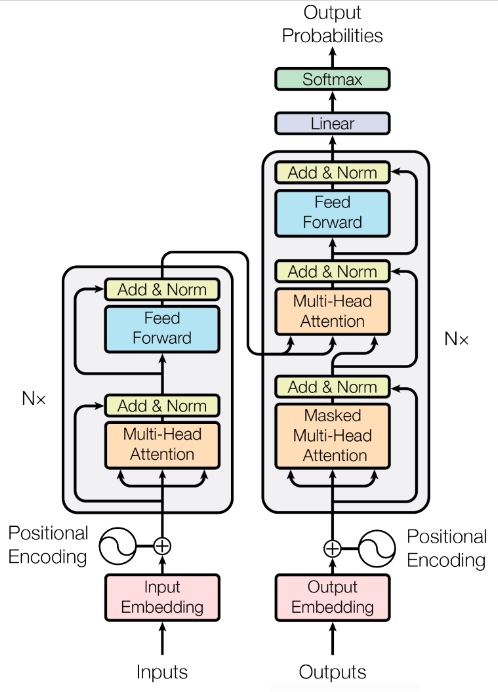 Output
Probabilities
Softmax
Linear
Add & Norm
Feed
Forward
Add & Norm
Multi-Head
Attention
Add & Norm
Masked
Multi-Head
Attention
N×
Positional
Encoding
Output
Embedding
Outputs
Add & Norm
Feed
Forward
Add & Norm
Multi-Head
Attention
N×
Positional
Encoding
Input
Embedding
Inputs